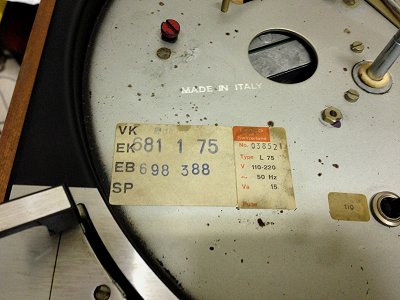 MADE IN ITALY
VK
EK 681 1 75
EB 698 388
SP
Switzerland
No. 038521
Type L 75
V 110-220
~ 50 Hz
Va 15
110